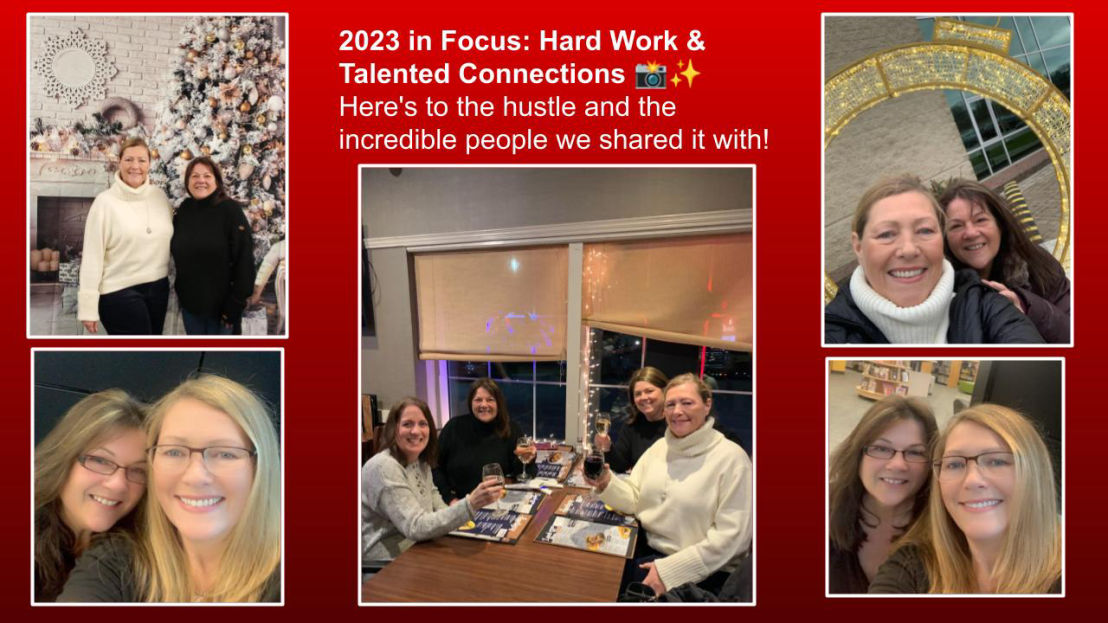 2023 in Focus: Hard Work &
Talented Connections 📸✨
Here's to the hustle and the
incredible people we shared it with!